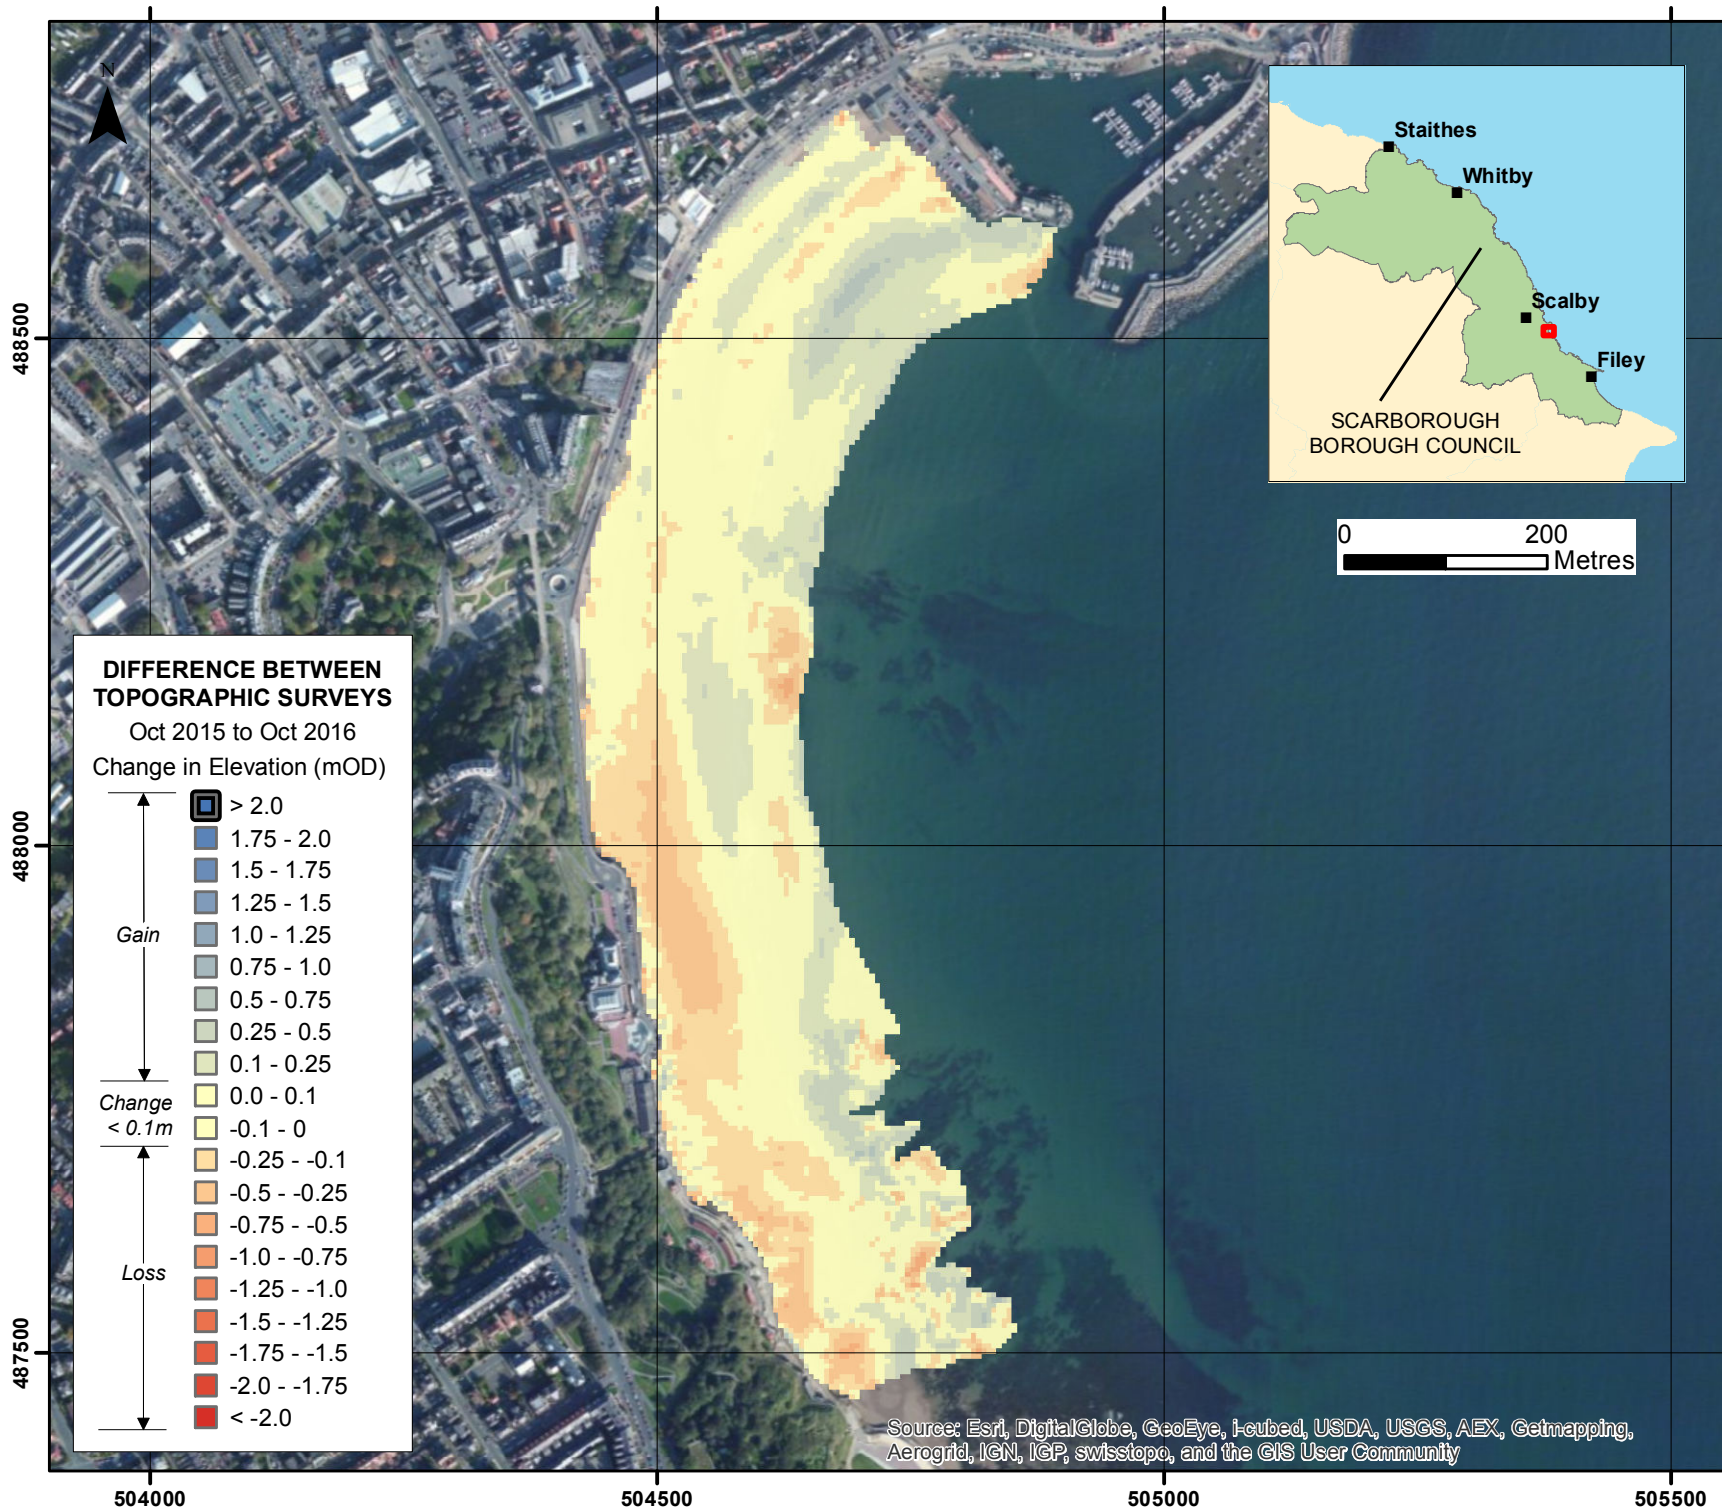 N
Staithes
Whitby
Scalby
Filey
SCARBOROUGH
BOROUGH COUNCIL
0 200
Metres
488500
488000
487500
DIFFERENCE BETWEEN
TOPOGRAPHIC SURVEYS
Oct 2015 to Oct 2016
Change in Elevation (mOD)
> 2.0
1.75 - 2.0
1.5 - 1.75
1.25 - 1.5
Gain
1.0 - 1.25
0.75 - 1.0
0.5 - 0.75
0.25 - 0.5
0.1 - 0.25
Change
< 0.1m
0.0 - 0.1
-0.1 - 0
-0.25 - -0.1
-0.5 - -0.25
-0.75 - -0.5
-1.0 - -0.75
Loss
-1.25 - -1.0
-1.5 - -1.25
-1.75 - -1.5
-2.0 - -1.75
< -2.0
Source: Esri, DigitalGlobe, GeoEye, i-cubed, USDA, USGS, AEX, Getmapping,
Aerogrid, IGN, IGP, swisstopo, and the GIS User Community
504000 504500 505000 505500